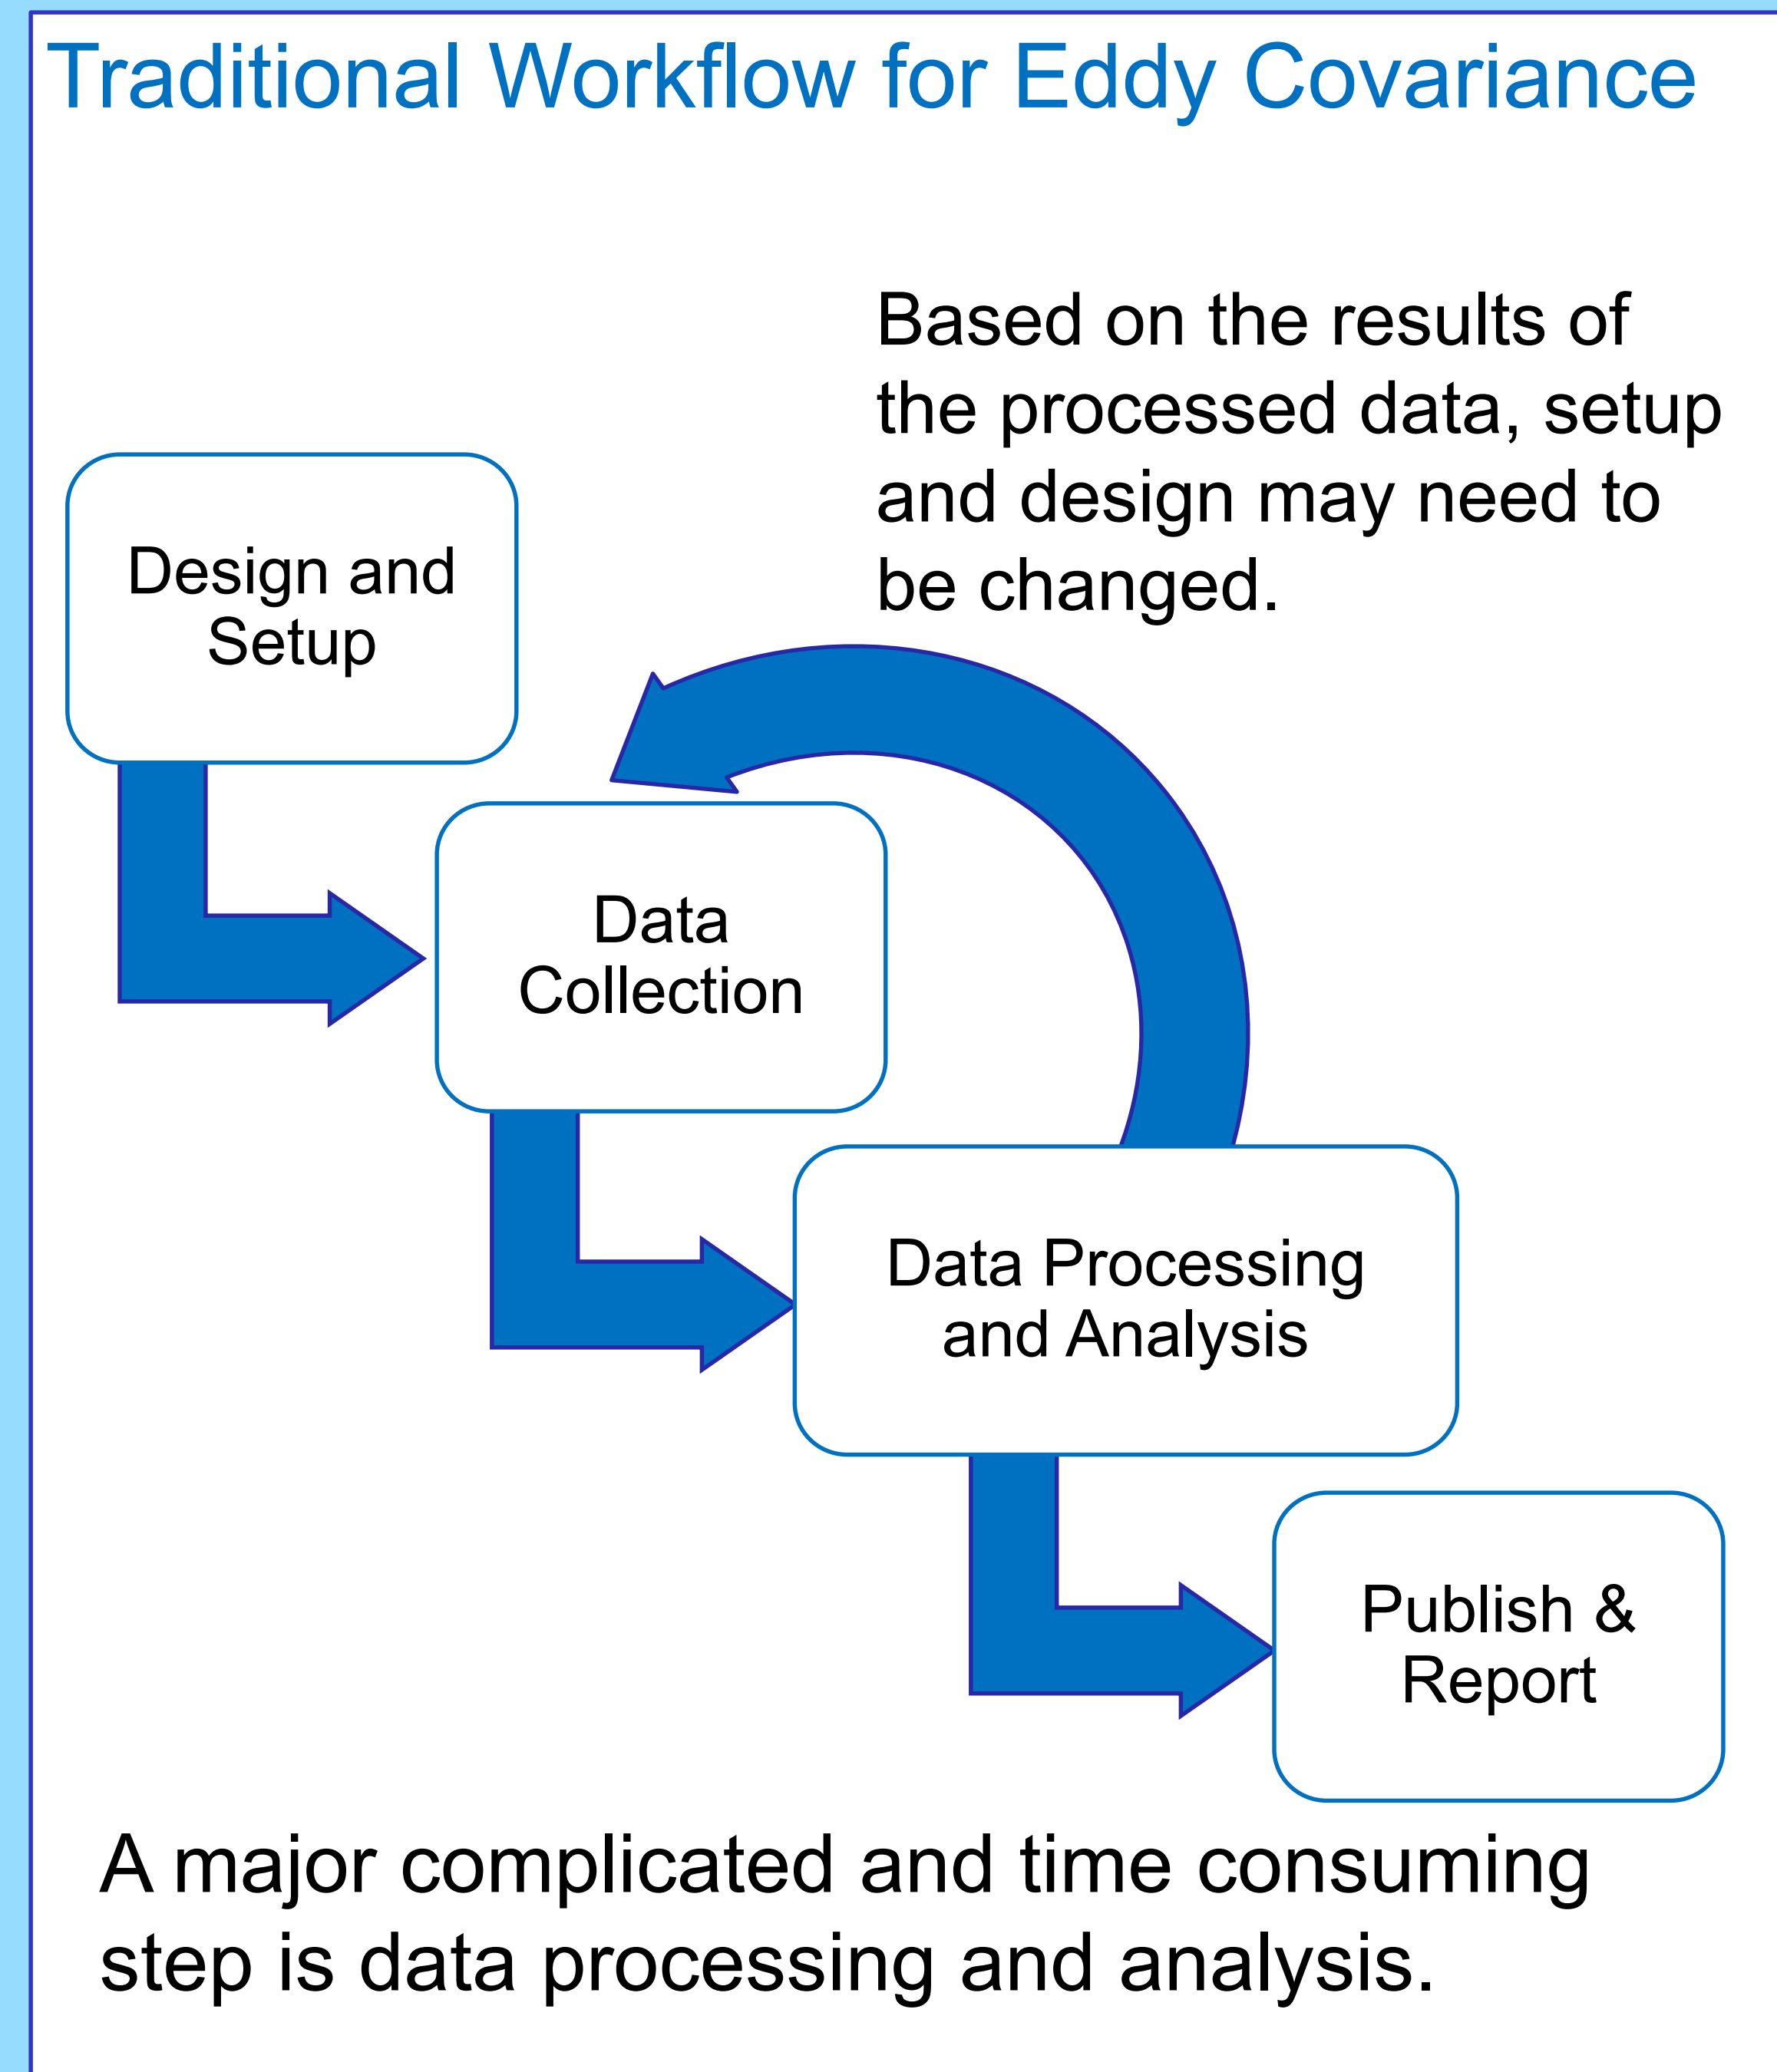 Traditional Workflow for Eddy Covariance
Based on the results of
the processed data, setup
and design may need to
be changed.
Design and
Setup
Data
Collection
Data Processing
and Analysis
Publish &
Report
A major complicated and time consuming
step is data processing and analysis.